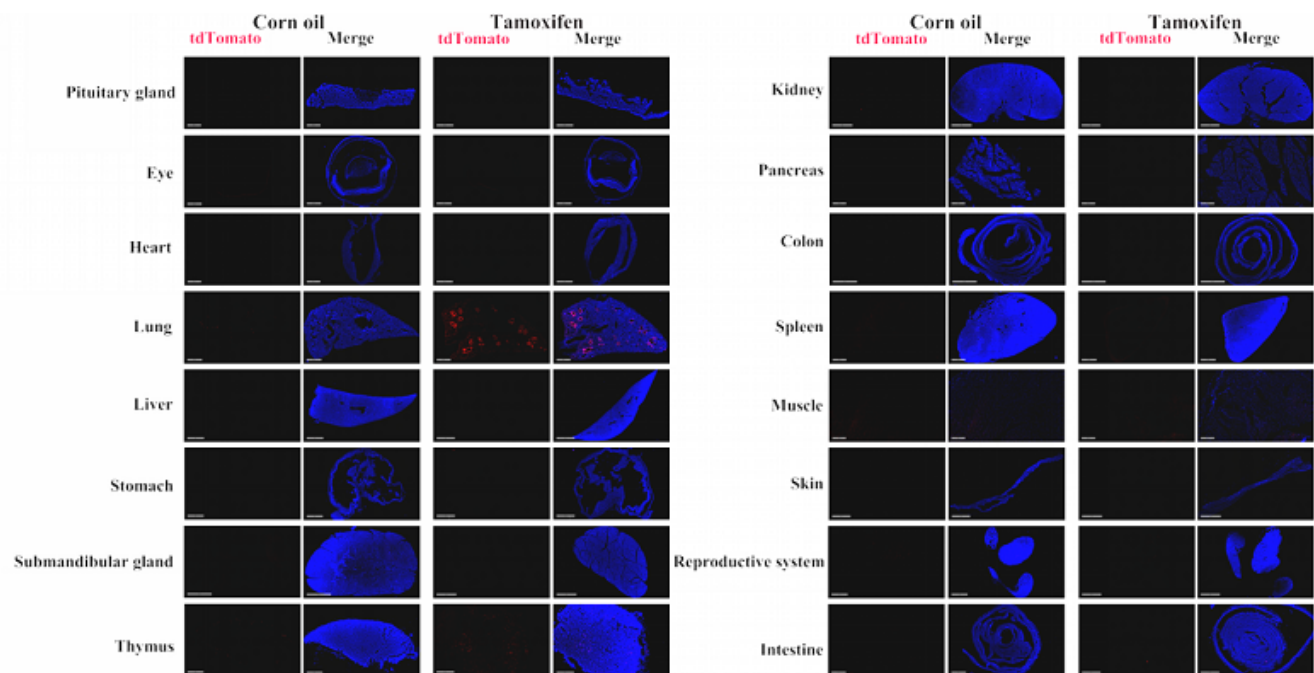 Corn oil Tamoxifen Corn oil Tamoxifen
tdTomato Merge tdTomato Merge tdTomato Merge tdTomato Merge
Pituitary gland Kidney
Eye Pancreas
Heart Colon
Lung Spleen
Liver Muscle
Stomach Skin
Submandibular gland Reproductive system
Thymus Intestine